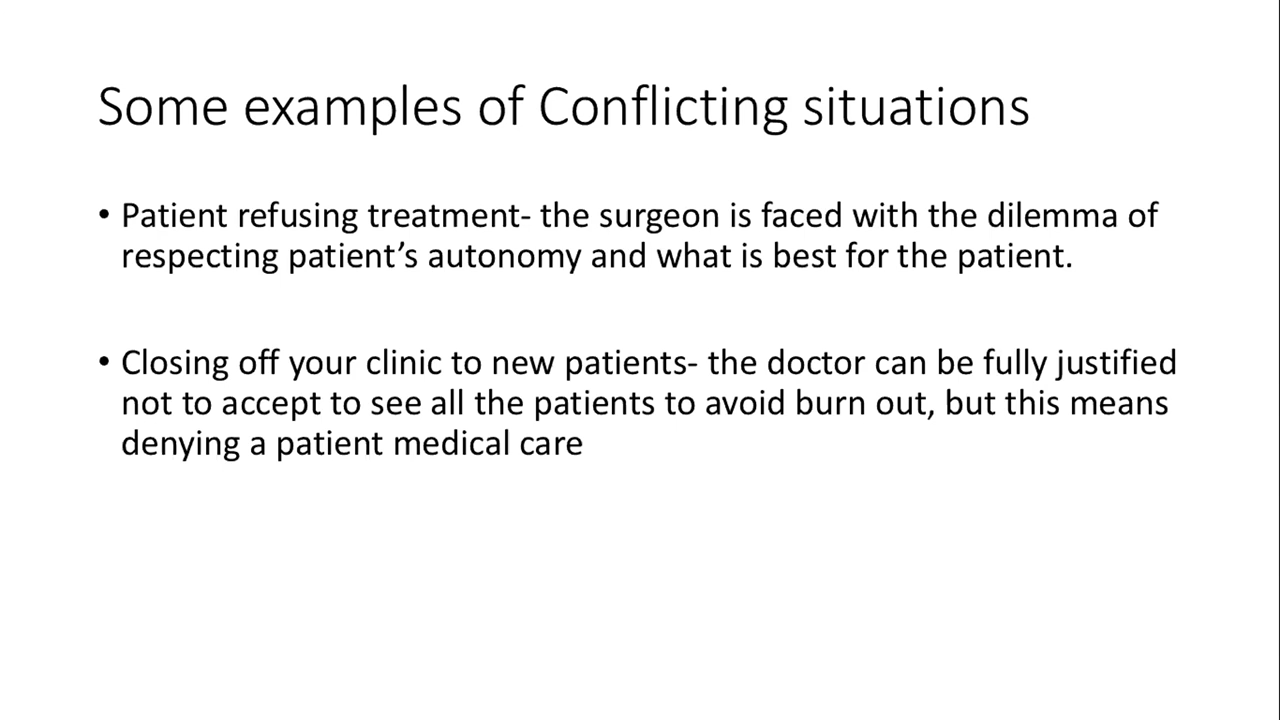 Some examples of Conflicting situations
• Patient refusing treatment- the surgeon is faced with the dilemma of
respecting patient’s autonomy and what is best for the patient.
• Closing off your clinic to new patients- the doctor can be fully justified
not to accept to see all the patients to avoid burn out, but this means
denying a patient medical care